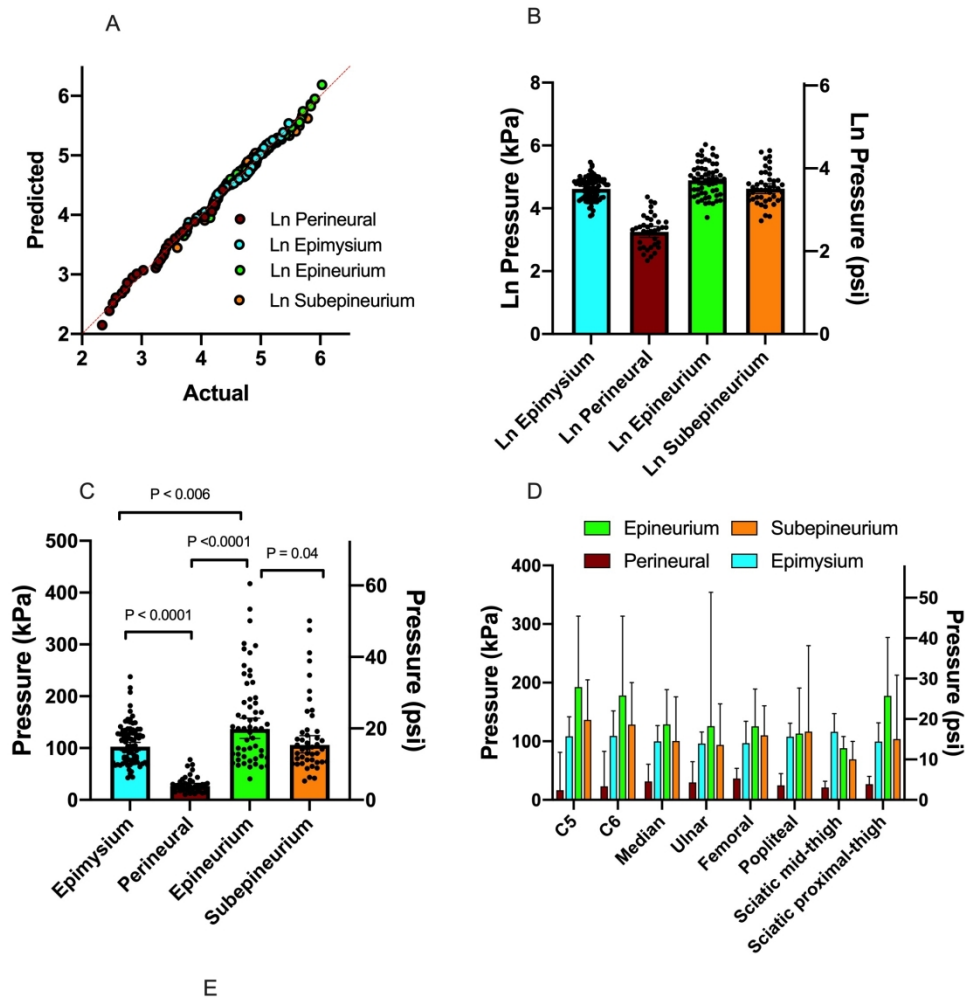 A
Predicted
6
5
4
3
2
2 3 4 5 6
Actual
Ln Perineural
Ln Epimysium
Ln Epineurium
Ln Subepineurium
B
Ln Pressure (kPa)
8
6
4
2
0
6
4
2
0
Ln Pressure (psi)
Ln Epimysium
Ln Perineural
Ln Epineurium
Ln Subepineurium
C
P < 0.006
P <0.0001
P = 0.04
P < 0.0001
Pressure (kPa)
500
400
300
200
100
0
60
40
20
0
Pressure (psi)
Epimysium
Perineural
Epineurium
Subepineurium
D
Epineurium Subepineurium
Perineural Epimysium
Pressure (kPa)
400
300
200
100
0
50
40
30
20
10
0
Pressure (psi)
C5
C6
Median
Ulnar
Femoral
Popliteal
Sciatic mid-thigh
Sciatic proximal-thigh
E